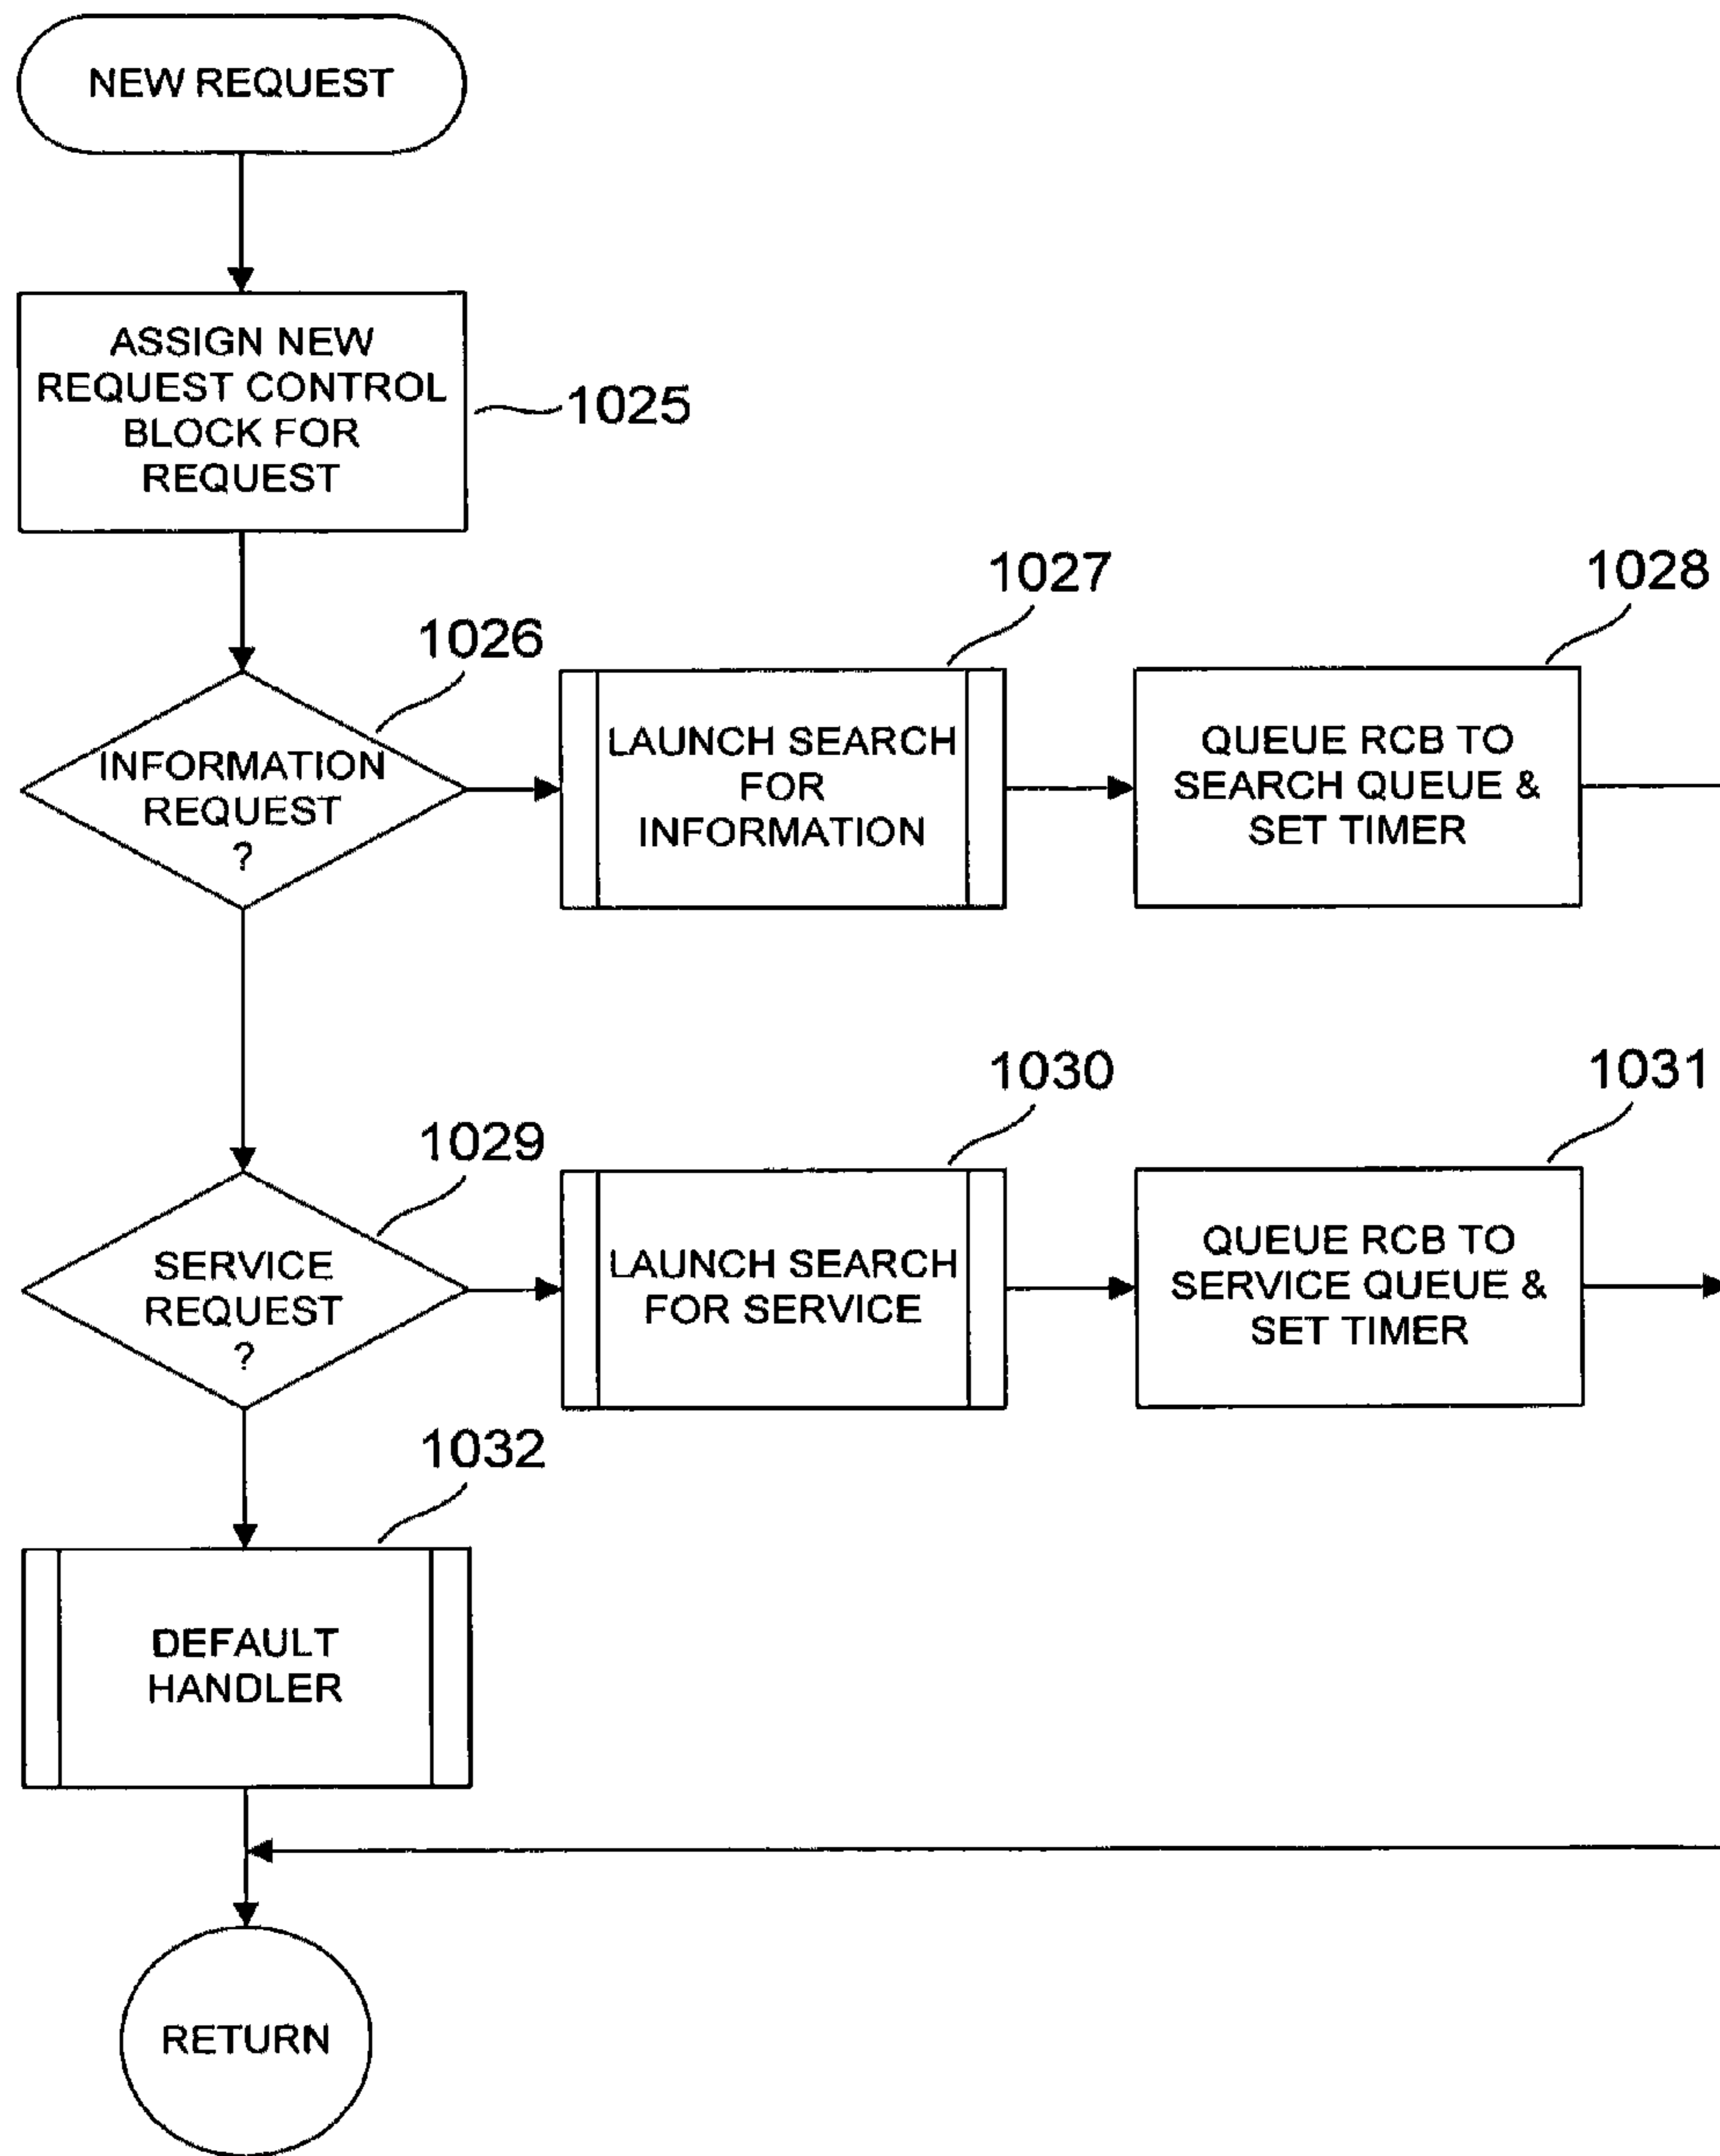 NEW REQUEST
ASSIGN NEW
REQUEST CONTROL
BLOCK FOR
REQUEST
1025
1026
INFORMATION
REQUEST
?
1027
LAUNCH SEARCH
FOR
INFORMATION
1028
QUEUE RCB TO
SEARCH QUEUE &
SET TIMER
1029
SERVICE
REQUEST
?
1030
LAUNCH SEARCH
FOR SERVICE
1031
QUEUE RCB TO
SERVICE QUEUE &
SET TIMER
1032
DEFAULT
HANDLER
RETURN